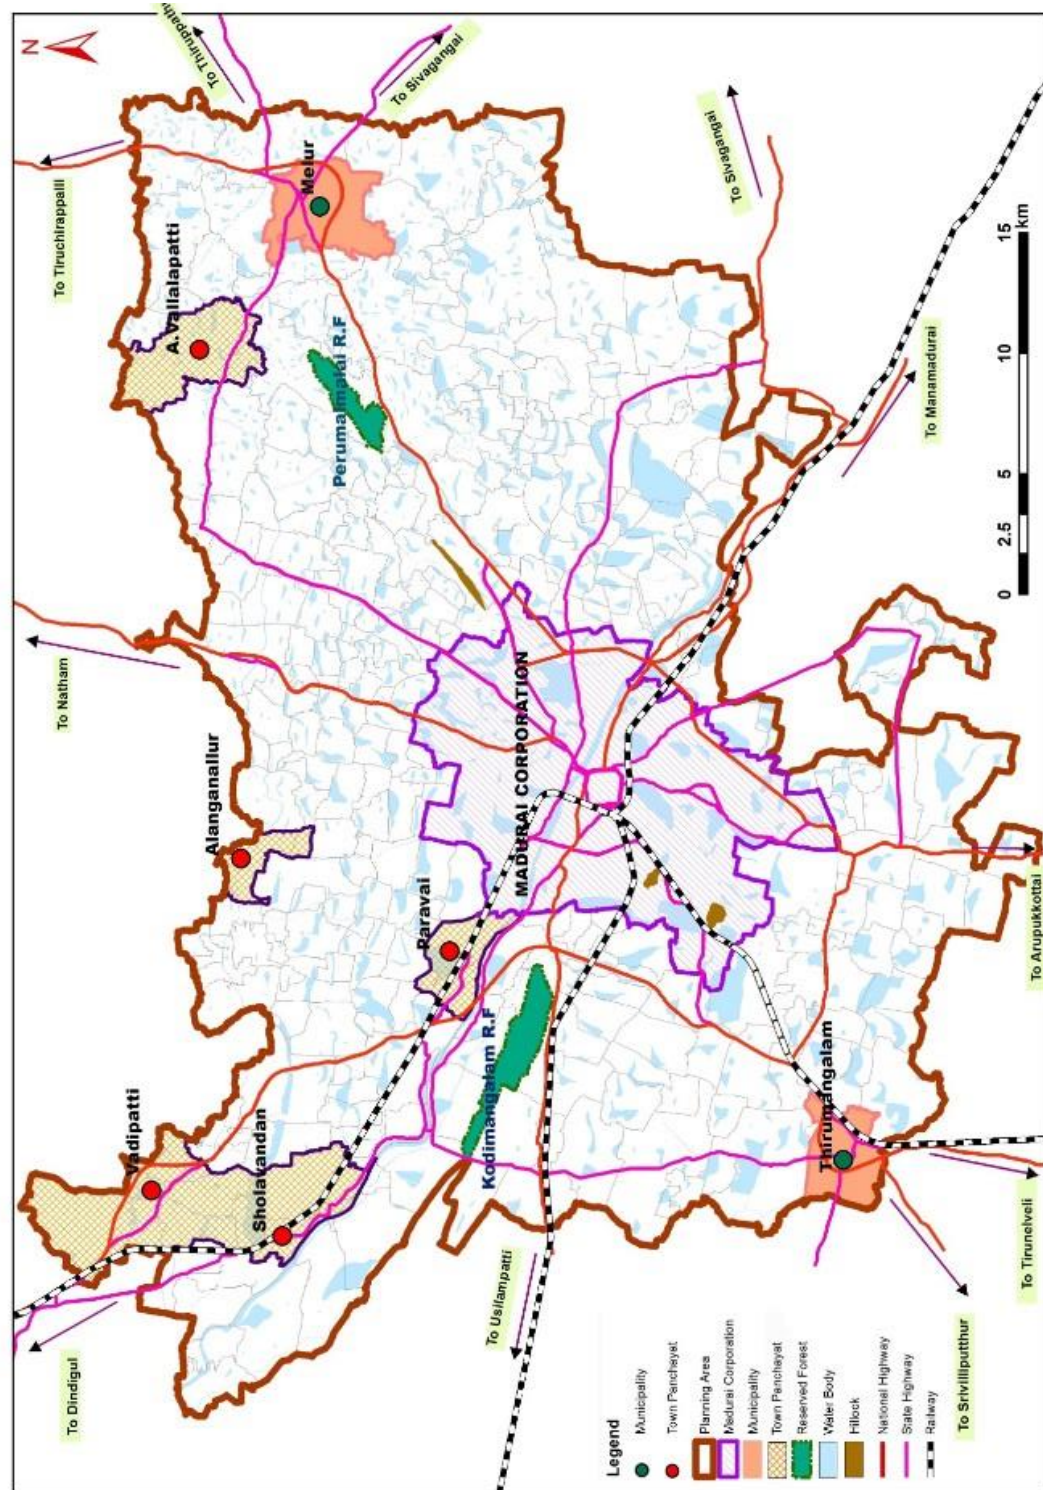 N
To Thiruppath
To Sivagangai
To Tiruchirappalli
Melur
A.Vallalapatti
To Sivagangai
Perumalmalai R.F
To Manamadurai
To Natham
MADURAI CORPORATION
Alanganallur
Paravai
To Arupukkottai
Kodimangalam R.F
Vadipatti
Sholavandan
Thirumangalam
To Dindigul
To Usilampatti
To Tirunelveli
To Srivilliputthur
0 2.5 5 10 15
km
Legend
Municipality
Town Panchayat
Planning Area
Madurai Corporation
Municipality
Town Panchayat
Reserved Forest
Water Body
Hillock
National Highway
State Highway
Railway